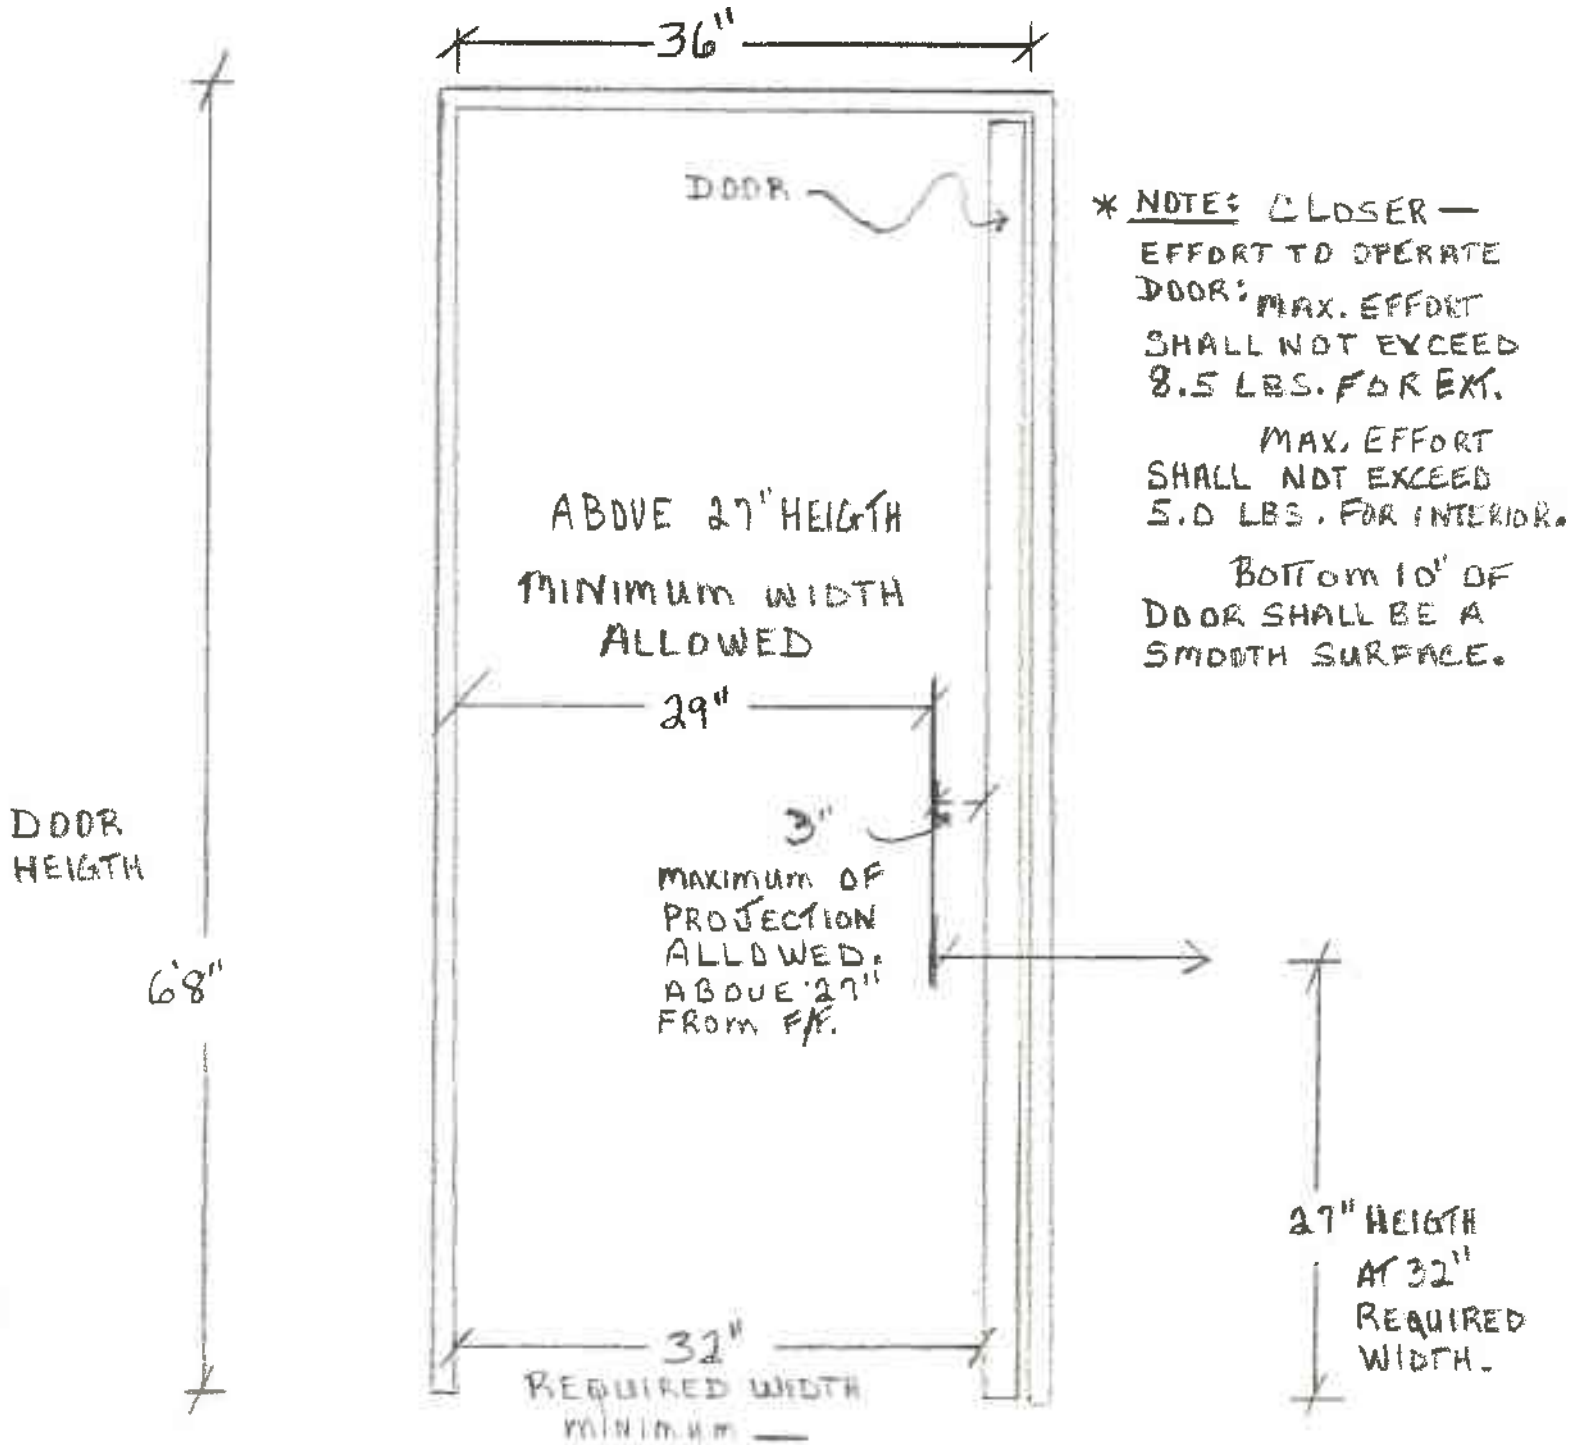 36"
DOOR
* NOTE: CLOSER —
EFFORT TO OPERATE
DOOR: MAX. EFFORT
SHALL NOT EXCEED
8.5 LBS. FOR EXT.
MAX. EFFORT
SHALL NOT EXCEED
5.0 LBS. FOR INTERIOR.
BOTTOM 10" OF
DOOR SHALL BE A
SMOOTH SURFACE.
ABOVE 27" HEIGTH
MINIMUM WIDTH
ALLOWED
29"
3"
MAXIMUM OF
PROJECTION
ALLOWED.
ABOVE 27"
FROM F/F.
DOOR
HEIGTH
6'8"
27" HEIGTH
AT 32"
REQUIRED
WIDTH.
32"
REQUIRED WIDTH
MINIMUM —